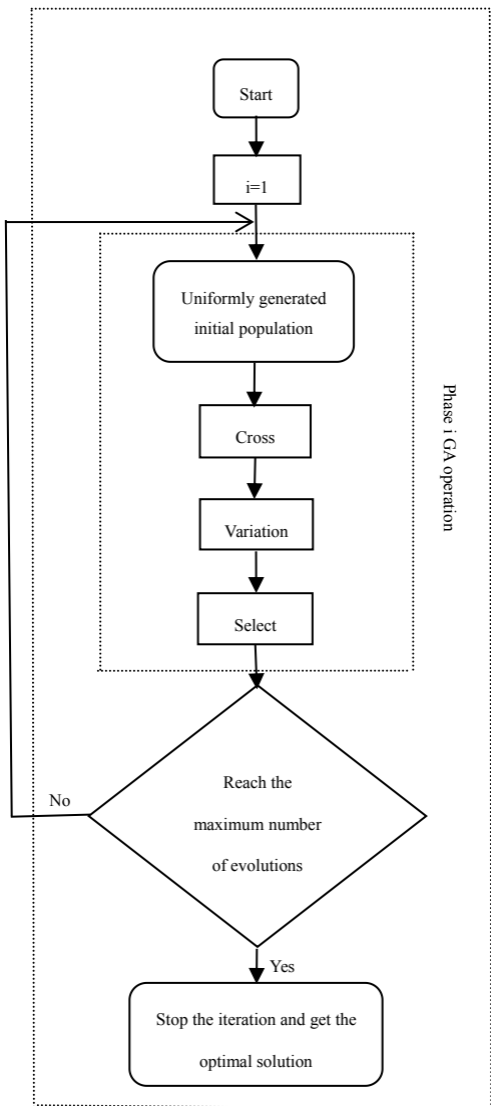 Start
i=1
Uniformly generated
initial population
Cross
Variation
Select
Phase i GA operation
Reach the
maximum number
of evolutions
No
Yes
Stop the iteration and get the
optimal solution